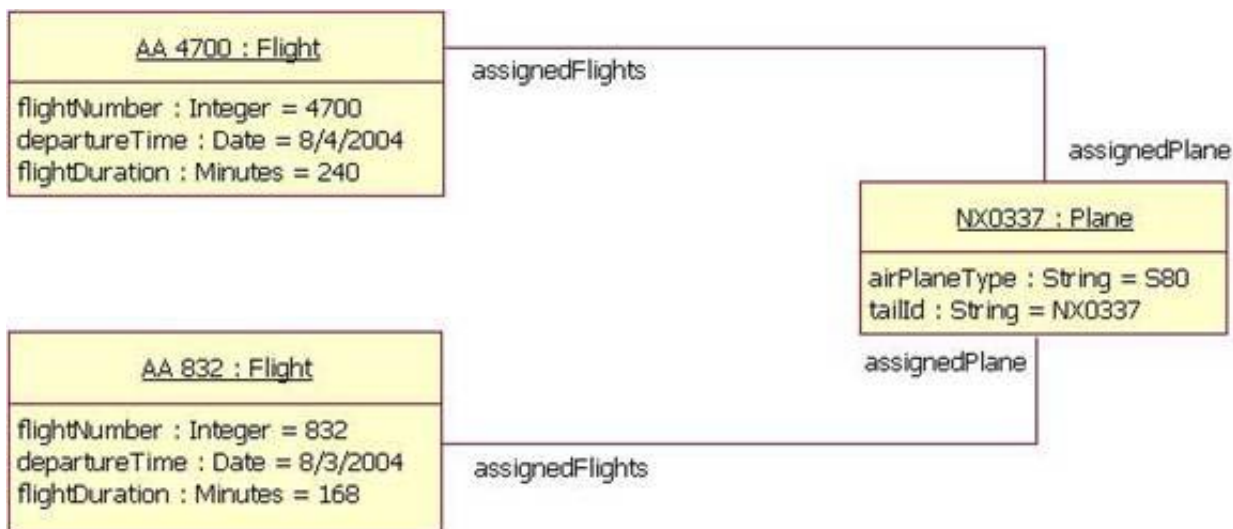 AA 4700 : Flight
flightNumber : Integer = 4700
departureTime : Date = 8/4/2004
flightDuration : Minutes = 240
assignedFlights
assignedPlane
NX0337 : Plane
airPlaneType : String = S80
tailId : String = NX0337
assignedPlane
AA 832 : Flight
flightNumber : Integer = 832
departureTime : Date = 8/3/2004
flightDuration : Minutes = 168
assignedFlights